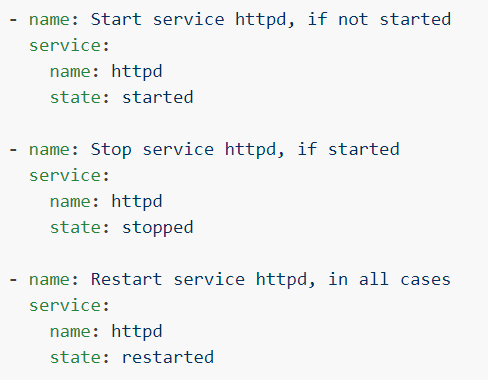 - name: Start service httpd, if not started
  service:
    name: httpd
    state: started

- name: Stop service httpd, if started
  service:
    name: httpd
    state: stopped

- name: Restart service httpd, in all cases
  service:
    name: httpd
    state: restarted